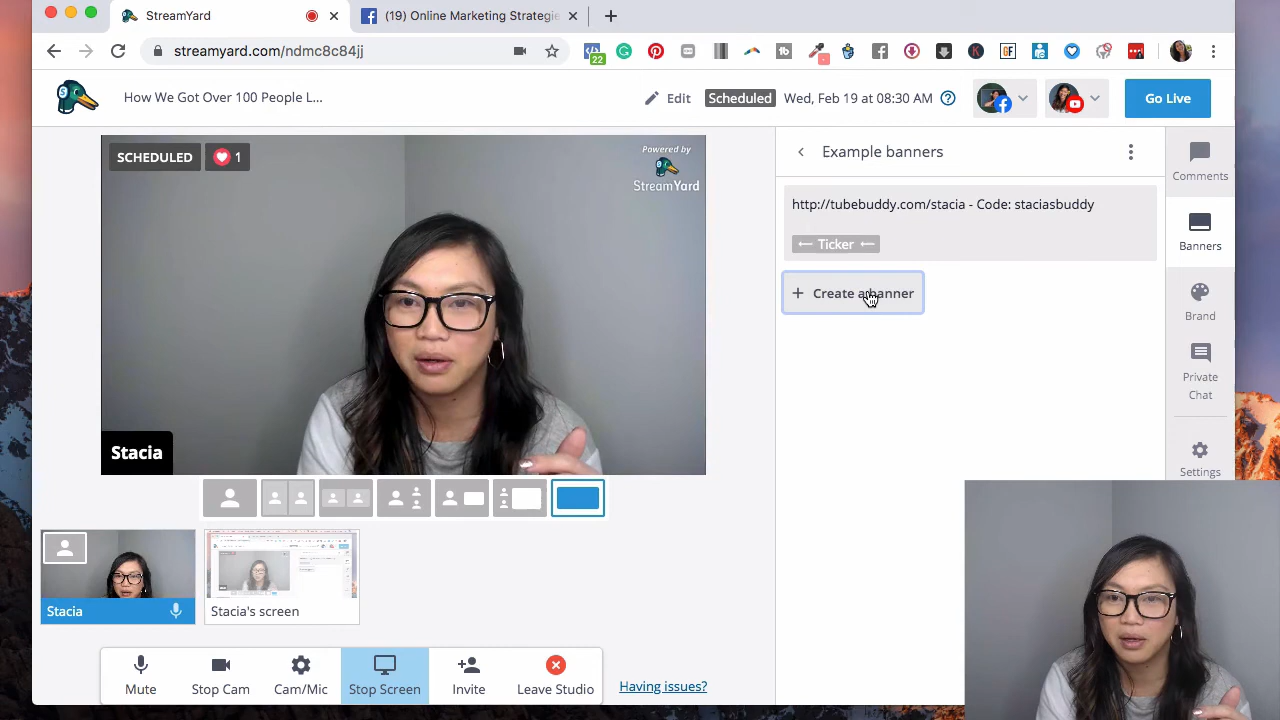 StreamYard
(19) Online Marketing Strategie
streamyard.com/ndmc8c84jj
22
GF
K
How We Got Over 100 People L...
Edit
Scheduled
Wed, Feb 19 at 08:30 AM
Go Live
SCHEDULED
1
Powered by
StreamYard
Stacia
Example banners
http://tubebuddy.com/stacia - Code: staciasbuddy
← Ticker ←
+ Create a banner
Comments
Banners
Brand
Private
Chat
Settings
Stacia
Stacia's screen
Mute
Stop Cam
Cam/Mic
Stop Screen
Invite
Leave Studio
Having issues?